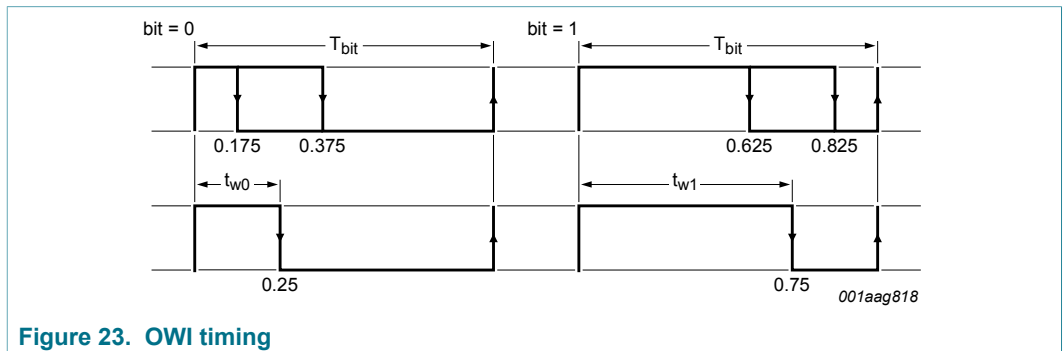 bit = 0
T_bit
bit = 1
T_bit
0.175
0.375
0.625
0.825
t_w0
t_w1
0.25
0.75
001aag818
Figure 23. OWI timing